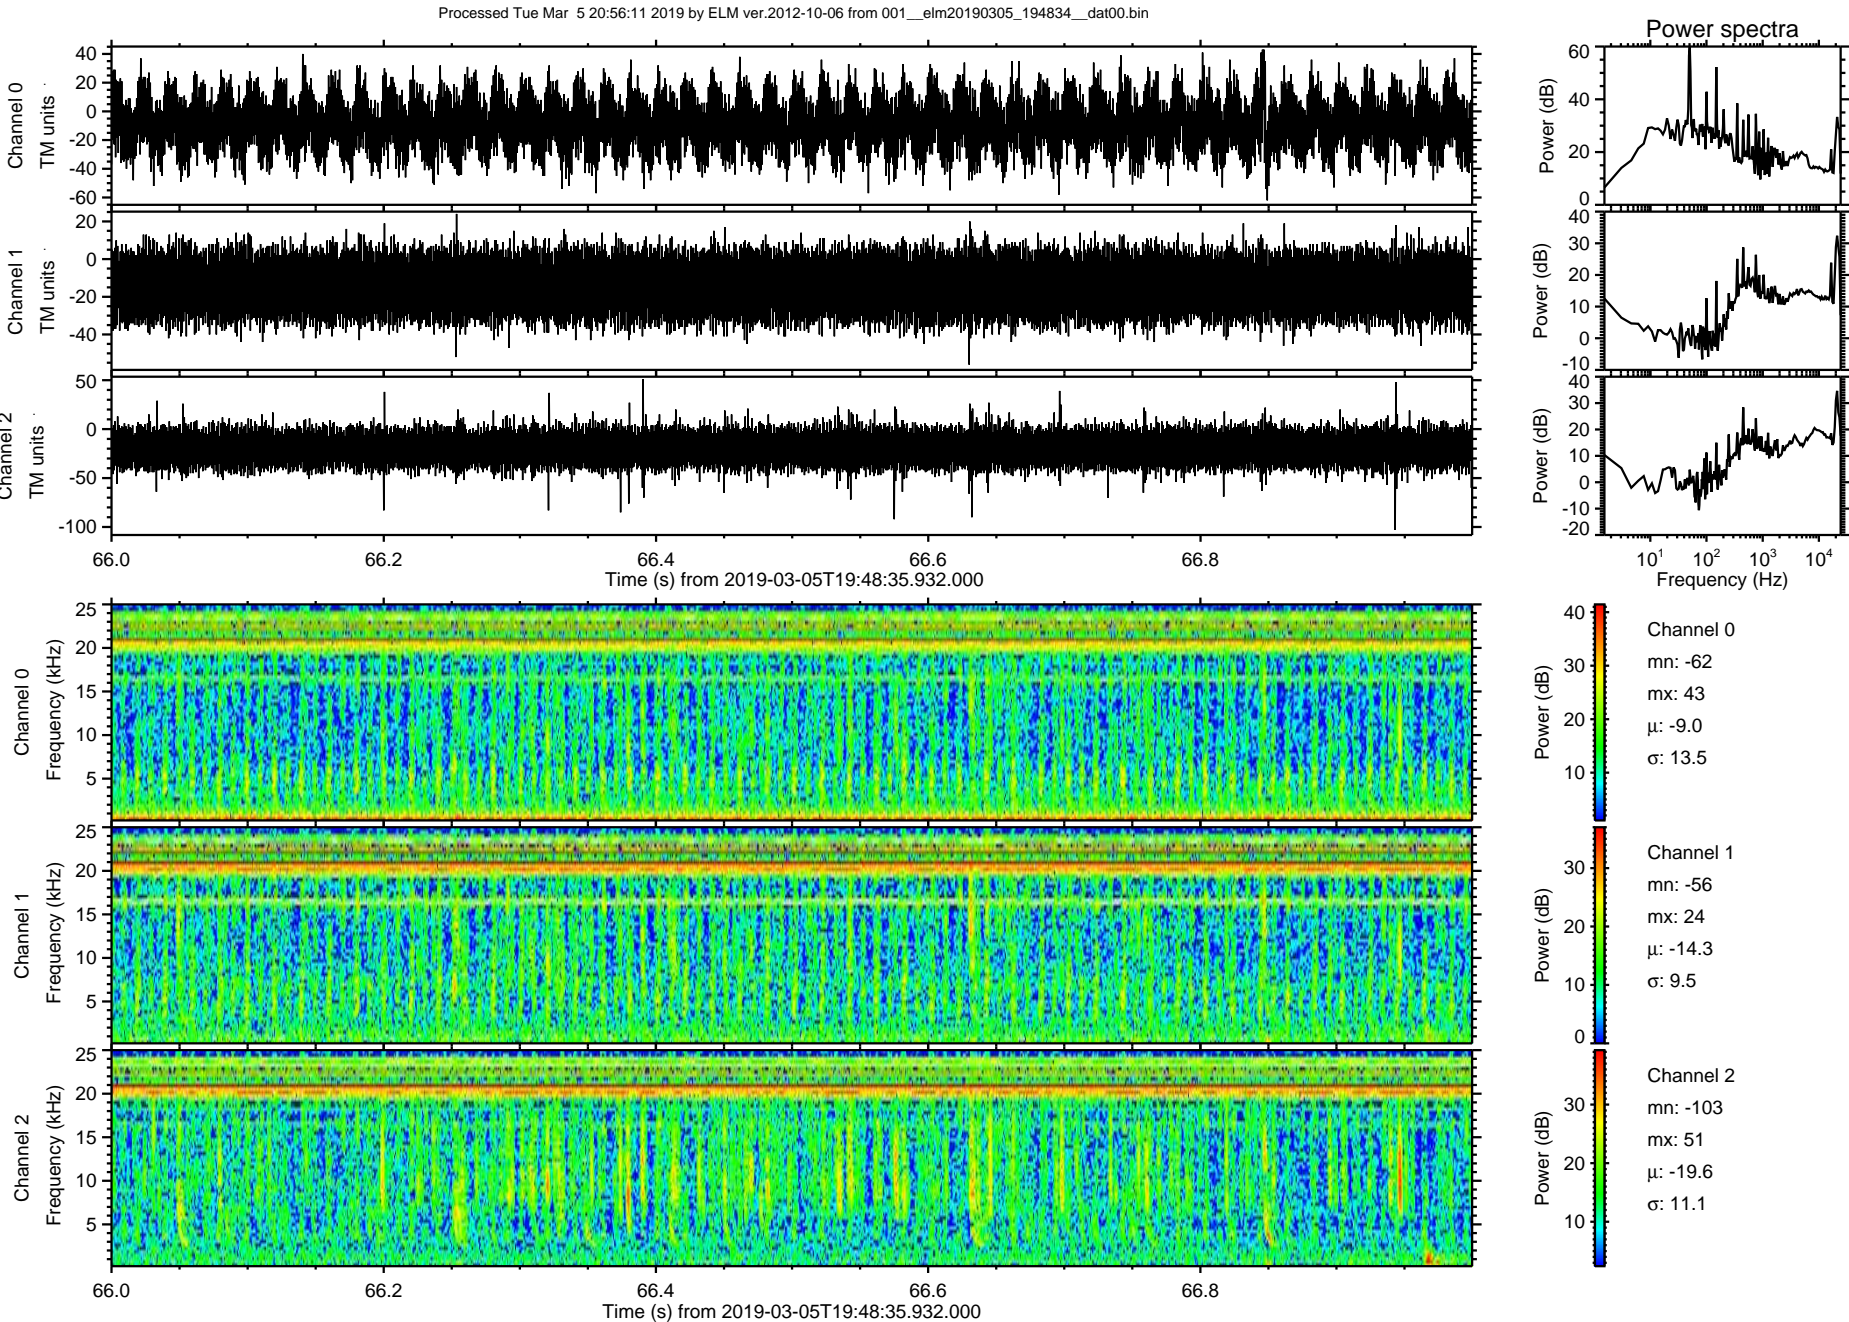 Processed Tue Mar  5 20:56:11 2019 by ELM ver.2012-10-06 from 001__elm20190305_194834__dat00.bin
Power spectra
Channel 0
TM units
40
20
0
-20
-40
-60
Power (dB)
60
40
20
0
Channel 1
TM units
20
0
-20
-40
Power (dB)
40
30
20
10
0
-10
Channel 2
TM units
50
0
-50
-100
Power (dB)
40
30
20
10
0
-10
-20
66.0 66.2 66.4 66.6 66.8
Time (s) from 2019-03-05T19:48:35.932.000
10^1 10^2 10^3 10^4
Frequency (Hz)
Channel 0
Frequency (kHz)
25
20
15
10
5
Power (dB)
40
30
20
10
Channel 0
mn: -62
mx: 43
μ: -9.0
σ: 13.5
Channel 1
Frequency (kHz)
25
20
15
10
5
Power (dB)
30
20
10
0
Channel 1
mn: -56
mx: 24
μ: -14.3
σ: 9.5
Channel 2
Frequency (kHz)
25
20
15
10
5
Power (dB)
30
20
10
Channel 2
mn: -103
mx: 51
μ: -19.6
σ: 11.1
66.0 66.2 66.4 66.6 66.8
Time (s) from 2019-03-05T19:48:35.932.000